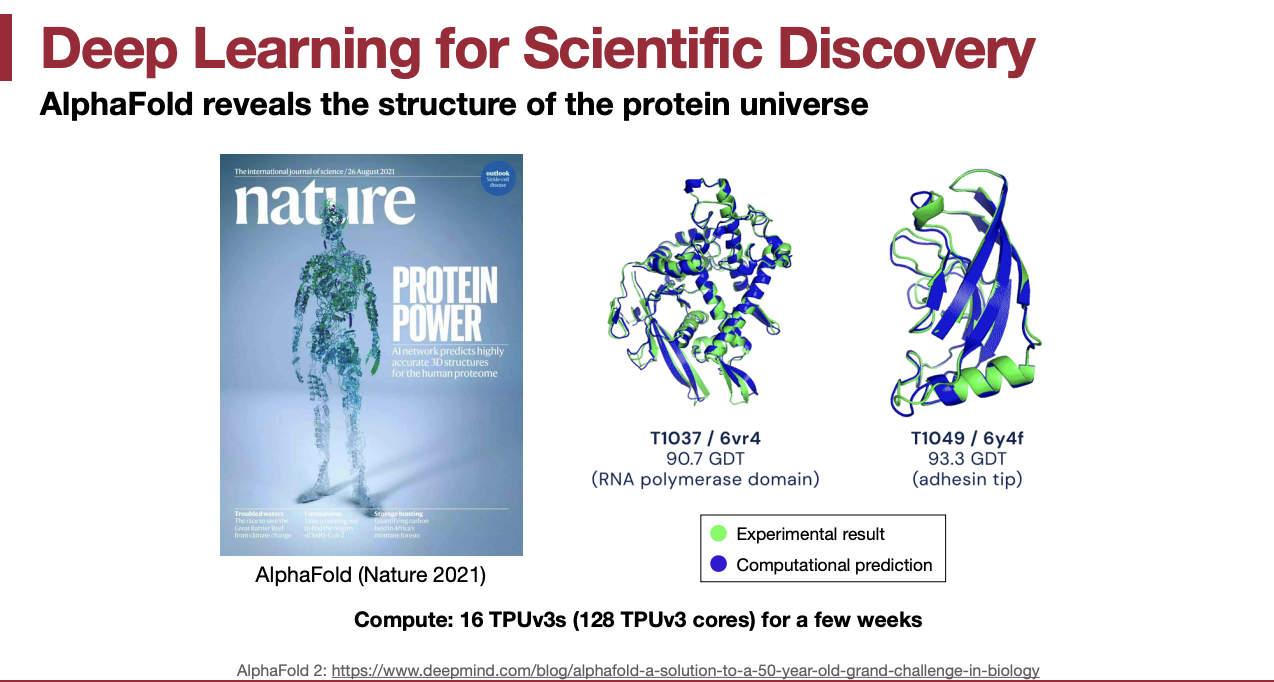 Deep Learning for Scientific Discovery
AlphaFold reveals the structure of the protein universe
The international journal of science / 26 August 2021
outlook
Sickle-cell
disease
nature
PROTEIN
POWER
AI network predicts highly
accurate 3D structures
for the human proteome
Troubled waters
The race to save the
Great Barrier Reef
from climate change
Coronavirus
to find the origins
of SARS-CoV-2
Storage hunting
Quantifying carbon
held in Africa's
montane forests
AlphaFold (Nature 2021)
T1037 / 6vr4
90.7 GDT
(RNA polymerase domain)
T1049 / 6y4f
93.3 GDT
(adhesin tip)
Experimental result
Computational prediction
Compute: 16 TPUv3s (128 TPUv3 cores) for a few weeks
AlphaFold 2: https://www.deepmind.com/blog/alphafold-a-solution-to-a-50-year-old-grand-challenge-in-biology